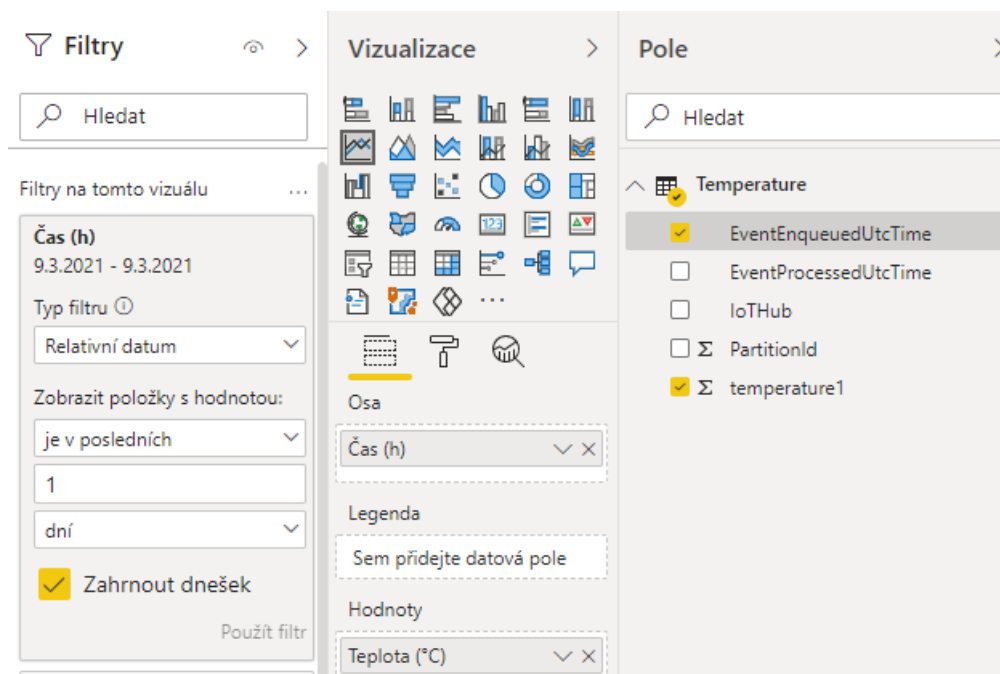 Filtry
Hledat
Filtry na tomto vizuálu
...
Čas (h)
9.3.2021 - 9.3.2021
Typ filtru
Relativní datum
Zobrazit položky s hodnotou:
je v posledních
1
dní
Zahrnout dnešek
Použít filtr
Vizualizace
123
...
Osa
Čas (h)
Legenda
Sem přidejte datová pole
Hodnoty
Teplota (°C)
Pole
Hledat
Temperature
EventEnqueuedUtcTime
EventProcessedUtcTime
IoTHub
Σ PartitionId
Σ temperature1